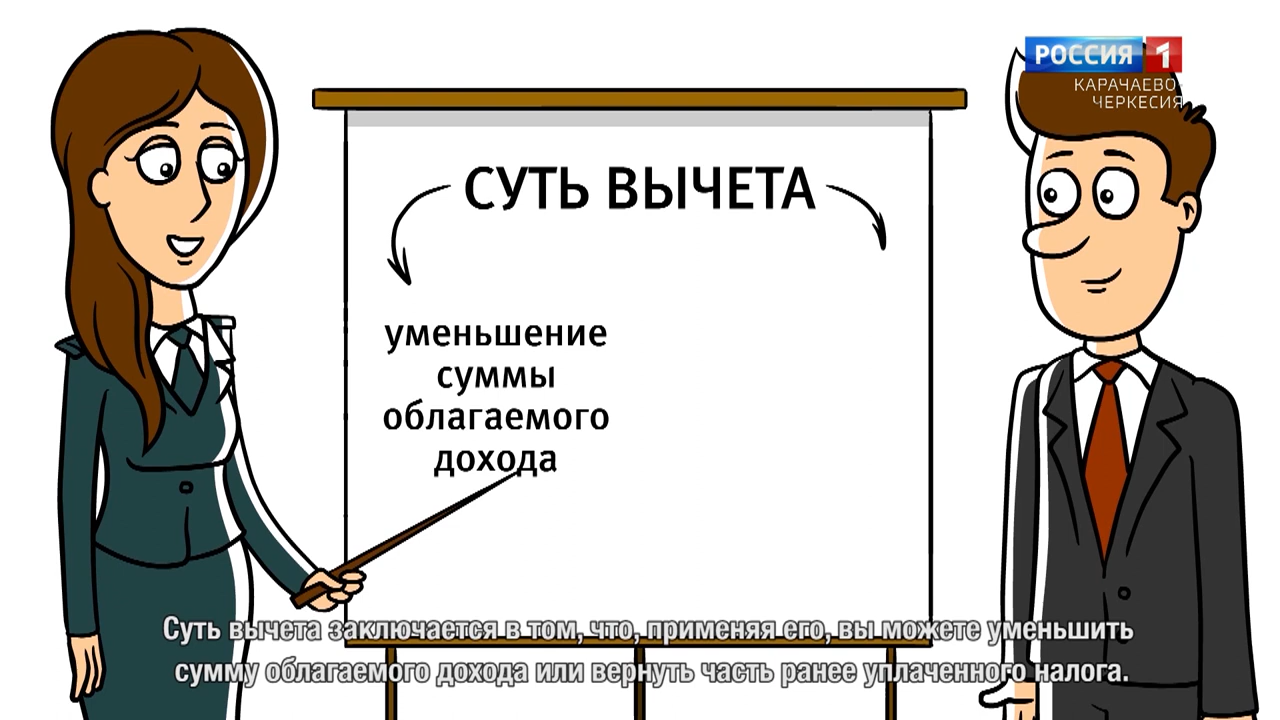 РОССИЯ 1
КАРАЧАЕВО-
ЧЕРКЕСИЯ
СУТЬ ВЫЧЕТА
уменьшение
суммы
облагаемого
дохода
Суть вычета заключается в том, что, применяя его, вы можете уменьшить
сумму облагаемого дохода или вернуть часть ранее уплаченного налога.